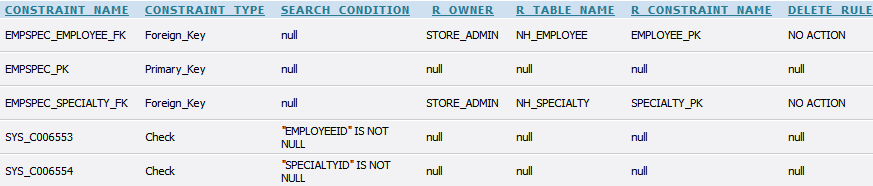 CONSTRAINT_NAME CONSTRAINT_TYPE SEARCH_CONDITION R_OWNER R_TABLE_NAME R_CONSTRAINT_NAME DELETE_RULE
EMPSPEC_EMPLOYEE_FK Foreign_Key null STORE_ADMIN NH_EMPLOYEE EMPLOYEE_PK NO ACTION
EMPSPEC_PK Primary_Key null null null null null
EMPSPEC_SPECIALTY_FK Foreign_Key null STORE_ADMIN NH_SPECIALTY SPECIALTY_PK NO ACTION
SYS_C006553 Check "EMPLOYEEID" IS NOT null null null null
NULL
SYS_C006554 Check "SPECIALTYID" IS NOT null null null null
NULL